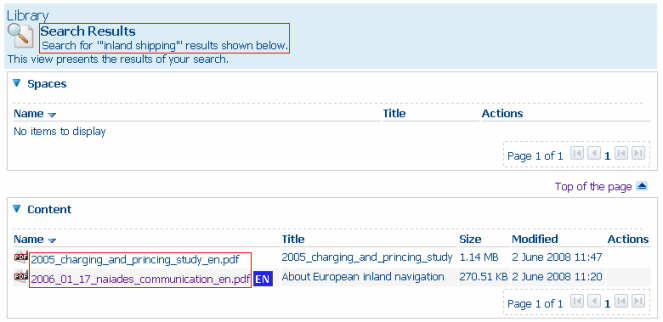 Library
Search Results
Search for '"inland shipping"' results shown below.
This view presents the results of your search.
Spaces
Name Title Actions
No items to display
Page 1 of 1 1
Top of the page
Content
Name Title Size Modified Actions
2005_charging_and_princing_study_en.pdf 2005_charging_and_princing_study 1.14 MB 2 June 2008 11:47
2006_01_17_naiades_communication_en.pdf EN About European inland navigation 270.51 KB 2 June 2008 11:20
Page 1 of 1 1